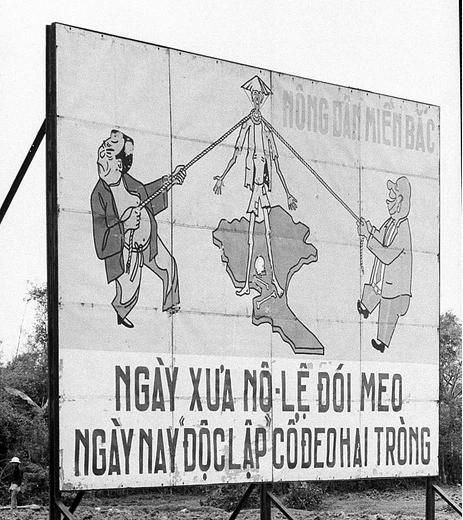 NÔNG DÂN MIỀN BẮC
NGÀY XƯA NÔ-LỆ ĐÓI MEO
NGÀY NAY "ĐỘC LẬP" CỔ ĐEO HAI TRÒNG